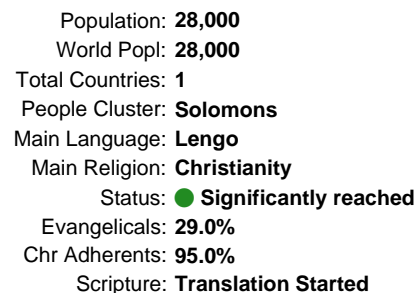 Population: 28,000
World Popl: 28,000
Total Countries: 1
People Cluster: Solomons
Main Language: Lengo
Main Religion: Christianity
Status: Significantly reached
Evangelicals: 29.0%
Chr Adherents: 95.0%
Scripture: Translation Started